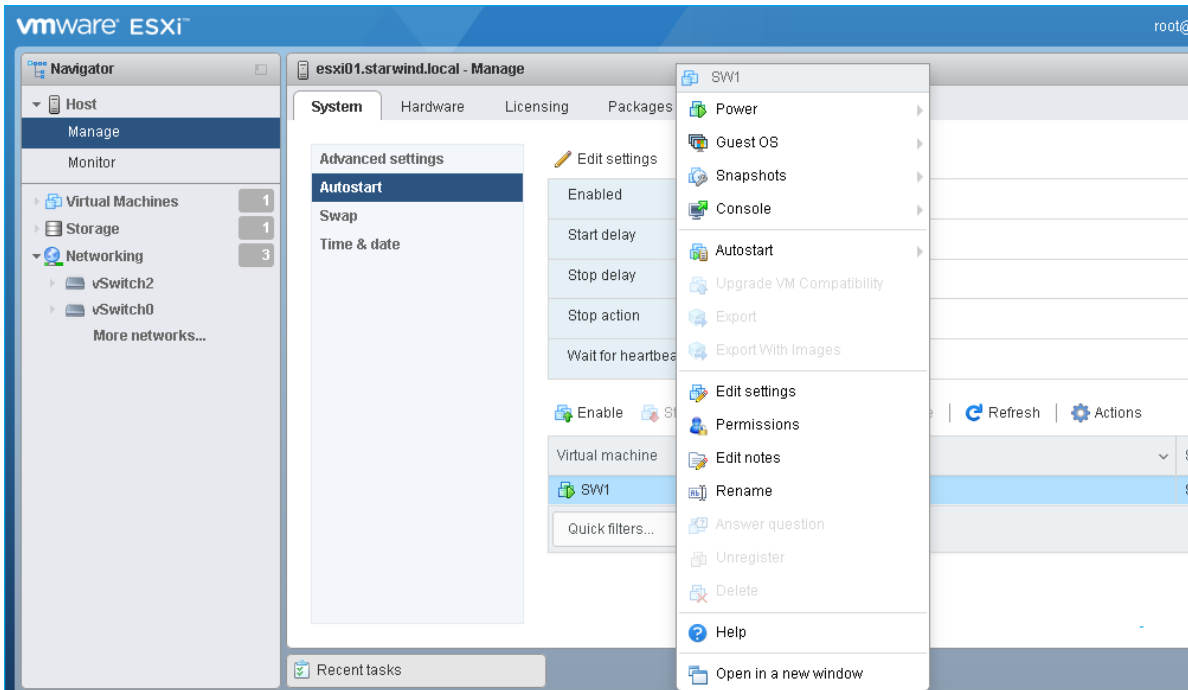 vmware ESXi™
root@
Navigator
Host
Manage
Monitor
Virtual Machines 1
Storage 1
Networking 3
vSwitch2
vSwitch0
More networks...
esxi01.starwind.local - Manage
System Hardware Licensing Packages
Advanced settings
Autostart
Swap
Time & date
Edit settings
Enabled
Start delay
Stop delay
Stop action
Wait for heartbea
Enable
Refresh Actions
Virtual machine
SW1
Quick filters...
SW1
Power
Guest OS
Snapshots
Console
Autostart
Upgrade VM Compatibility
Export
Export With Images
Edit settings
Permissions
Edit notes
Rename
Answer question
Unregister
Delete
Help
Open in a new window
Recent tasks